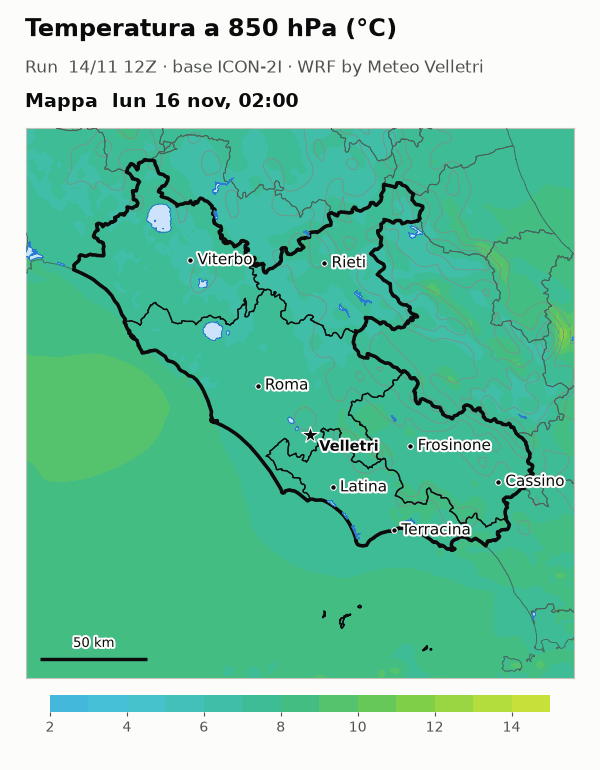 Temperatura a 850 hPa (°C)
Run  14/11 12Z · base ICON-2I · WRF by Meteo Velletri
Mappa  lun 16 nov, 02:00
Viterbo
Rieti
Roma
Velletri
Frosinone
Cassino
Latina
Terracina
50 km
2 4 6 8 10 12 14